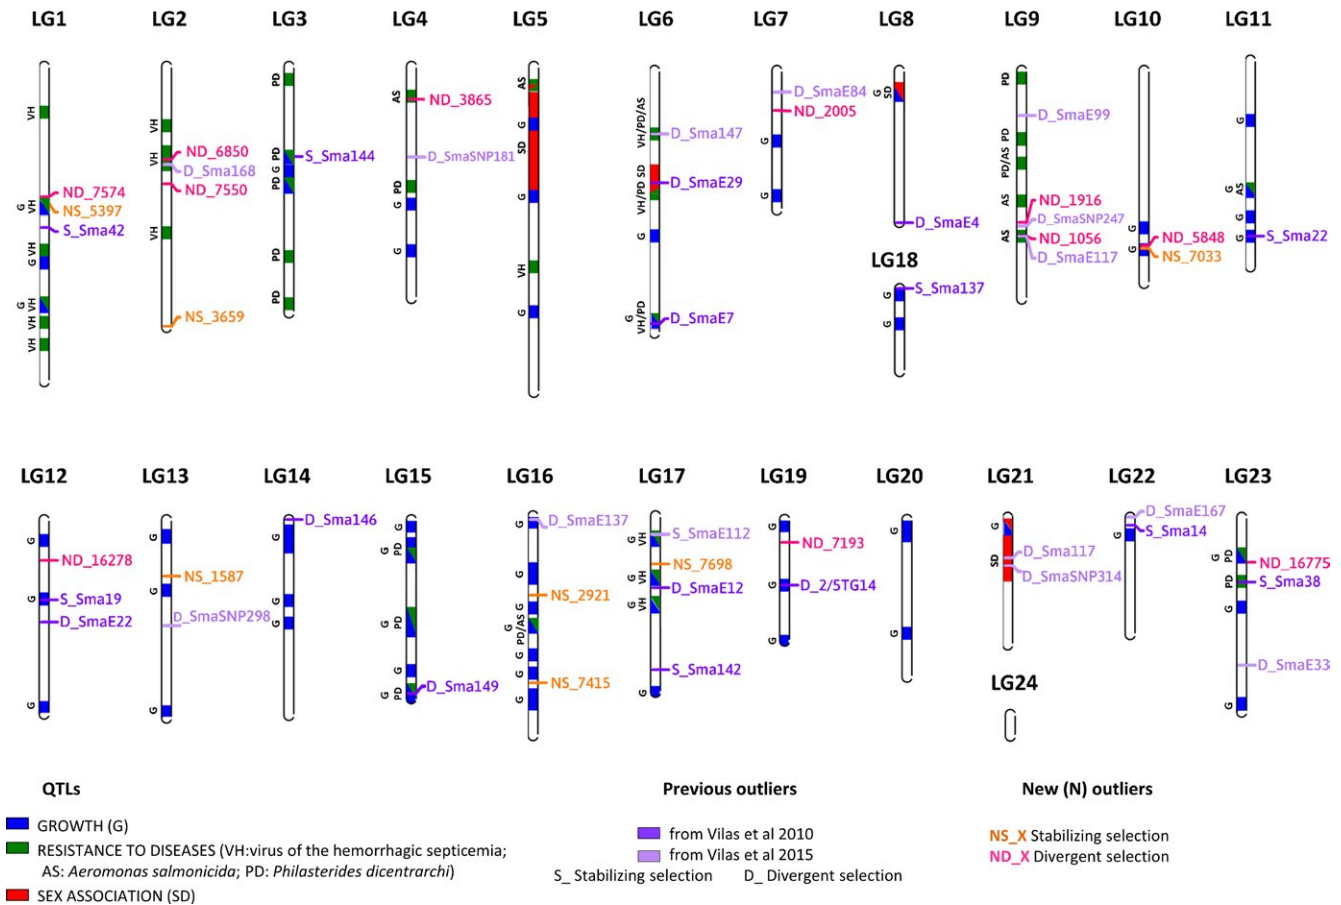 LG1 LG2 LG3 LG4 LG5 LG6 LG7 LG8 LG9 LG10 LG11
VH
ND_7574
G
VH
NS_5397
S_Sma42
VH
G
G
VH
VH
VH
VH
VH
ND_6850
D_Sma168
ND_7550
VH
NS_3659
PD
PD
S_Sma144
G
PD
PD
PD
AS
ND_3865
D_SmaSNP181
PD
G
G
AS
G
SD
G
VH
G
VH/PD/AS
D_Sma147
SD
D_SmaE29
VH/PD
G
G
VH/PD
D_SmaE7
D_SmaE84
ND_2005
G
G
G
SD
D_SmaE4
LG18
S_Sma137
G
G
PD
D_SmaE99
PD
PD/AS
AS
ND_1916
D_SmaSNP247
AS
ND_1056
D_SmaE117
G
ND_5848
G
NS_7033
G
AS
G
G
S_Sma22
LG12 LG13 LG14 LG15 LG16 LG17 LG19 LG20 LG21 LG22 LG23
G
ND_16278
G
S_Sma19
D_SmaE22
G
G
NS_1587
G
D_SmaSNP298
G
D_Sma146
G
G
G
G
G
PD
G
PD
G
G
PD
D_Sma149
G
D_SmaE137
G
NS_2921
G
G
PD/AS
G
G
NS_7415
G
S_SmaE112
G
VH
NS_7698
G
VH
D_SmaE12
G
VH
S_Sma142
G
G
ND_7193
G
D_2/5TG14
G
G
G
G
D_Sma117
SD
D_SmaSNP314
LG24
D_SmaE167
S_Sma14
G
G
PD
ND_16775
PD
S_Sma38
G
D_SmaE33
G
QTLs
GROWTH (G)
RESISTANCE TO DISEASES (VH:virus of the hemorrhagic septicemia;
AS: Aeromonas salmonicida; PD: Philasterides dicentrarchi)
SEX ASSOCIATION (SD)
Previous outliers
from Vilas et al 2010
from Vilas et al 2015
S_ Stabilizing selection D_ Divergent selection
New (N) outliers
NS_X Stabilizing selection
ND_X Divergent selection